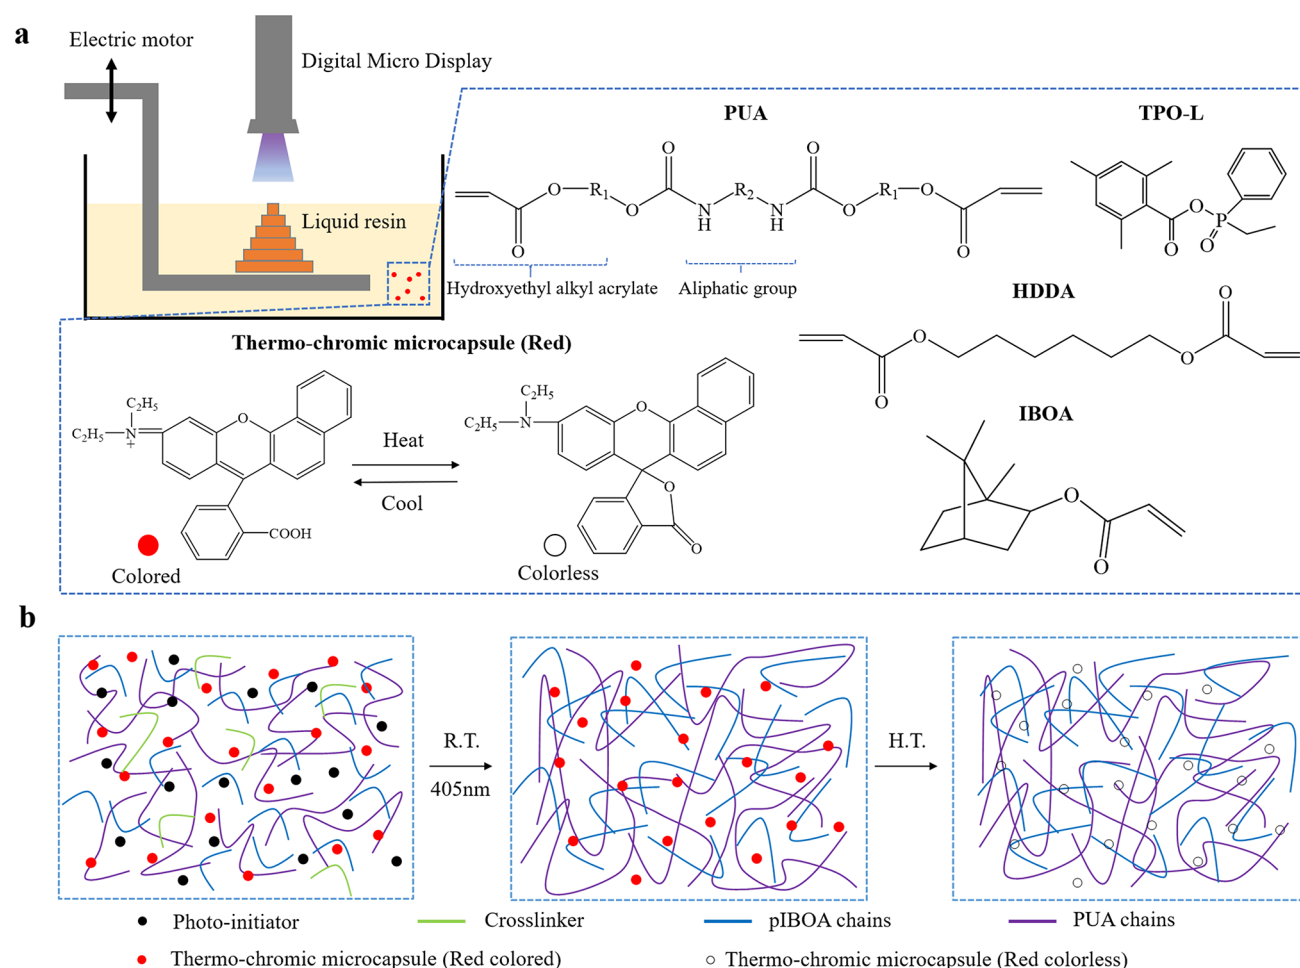 a
Electric motor
Digital Micro Display
Liquid resin
PUA
TPO-L
O
O
O
R₁
O
N
H
R₂
N
H
O
R₁
O
O
O
O
O
O
P
O
Hydroxyethyl alkyl acrylate
Aliphatic group
HDDA
O
O
O
O
IBOA
O
O
Thermo-chromic microcapsule (Red)
C₂H₅
C₂H₅
N
+
O
COOH
Colored
Heat
Cool
C₂H₅
C₂H₅
N
O
O
O
Colorless
b
R.T.
405nm
H.T.
Photo-initiator
Crosslinker
pIBOA chains
PUA chains
Thermo-chromic microcapsule (Red colored)
Thermo-chromic microcapsule (Red colorless)